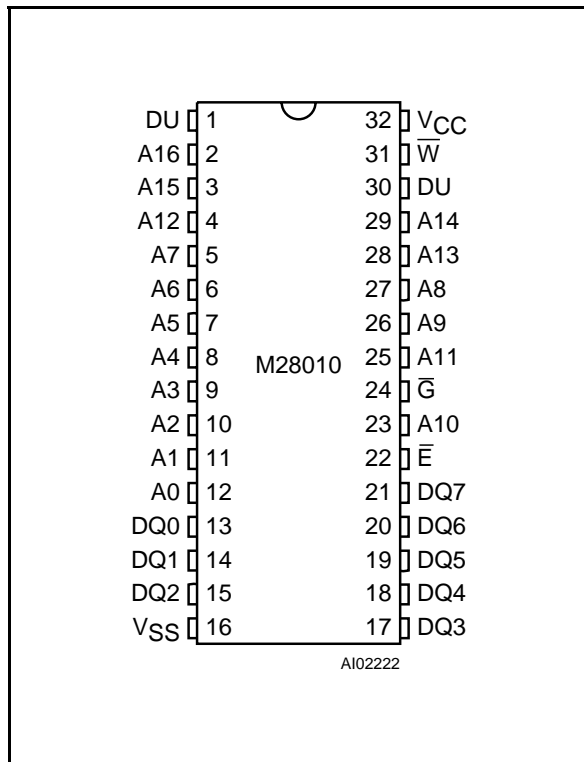 DU 1 32 VCC
A16 2 31 W̅
A15 3 30 DU
A12 4 29 A14
A7 5 28 A13
A6 6 27 A8
A5 7 26 A9
A4 8 25 A11
M28010
A3 9 24 G̅
A2 10 23 A10
A1 11 22 E̅
A0 12 21 DQ7
DQ0 13 20 DQ6
DQ1 14 19 DQ5
DQ2 15 18 DQ4
VSS 16 17 DQ3
AI02222